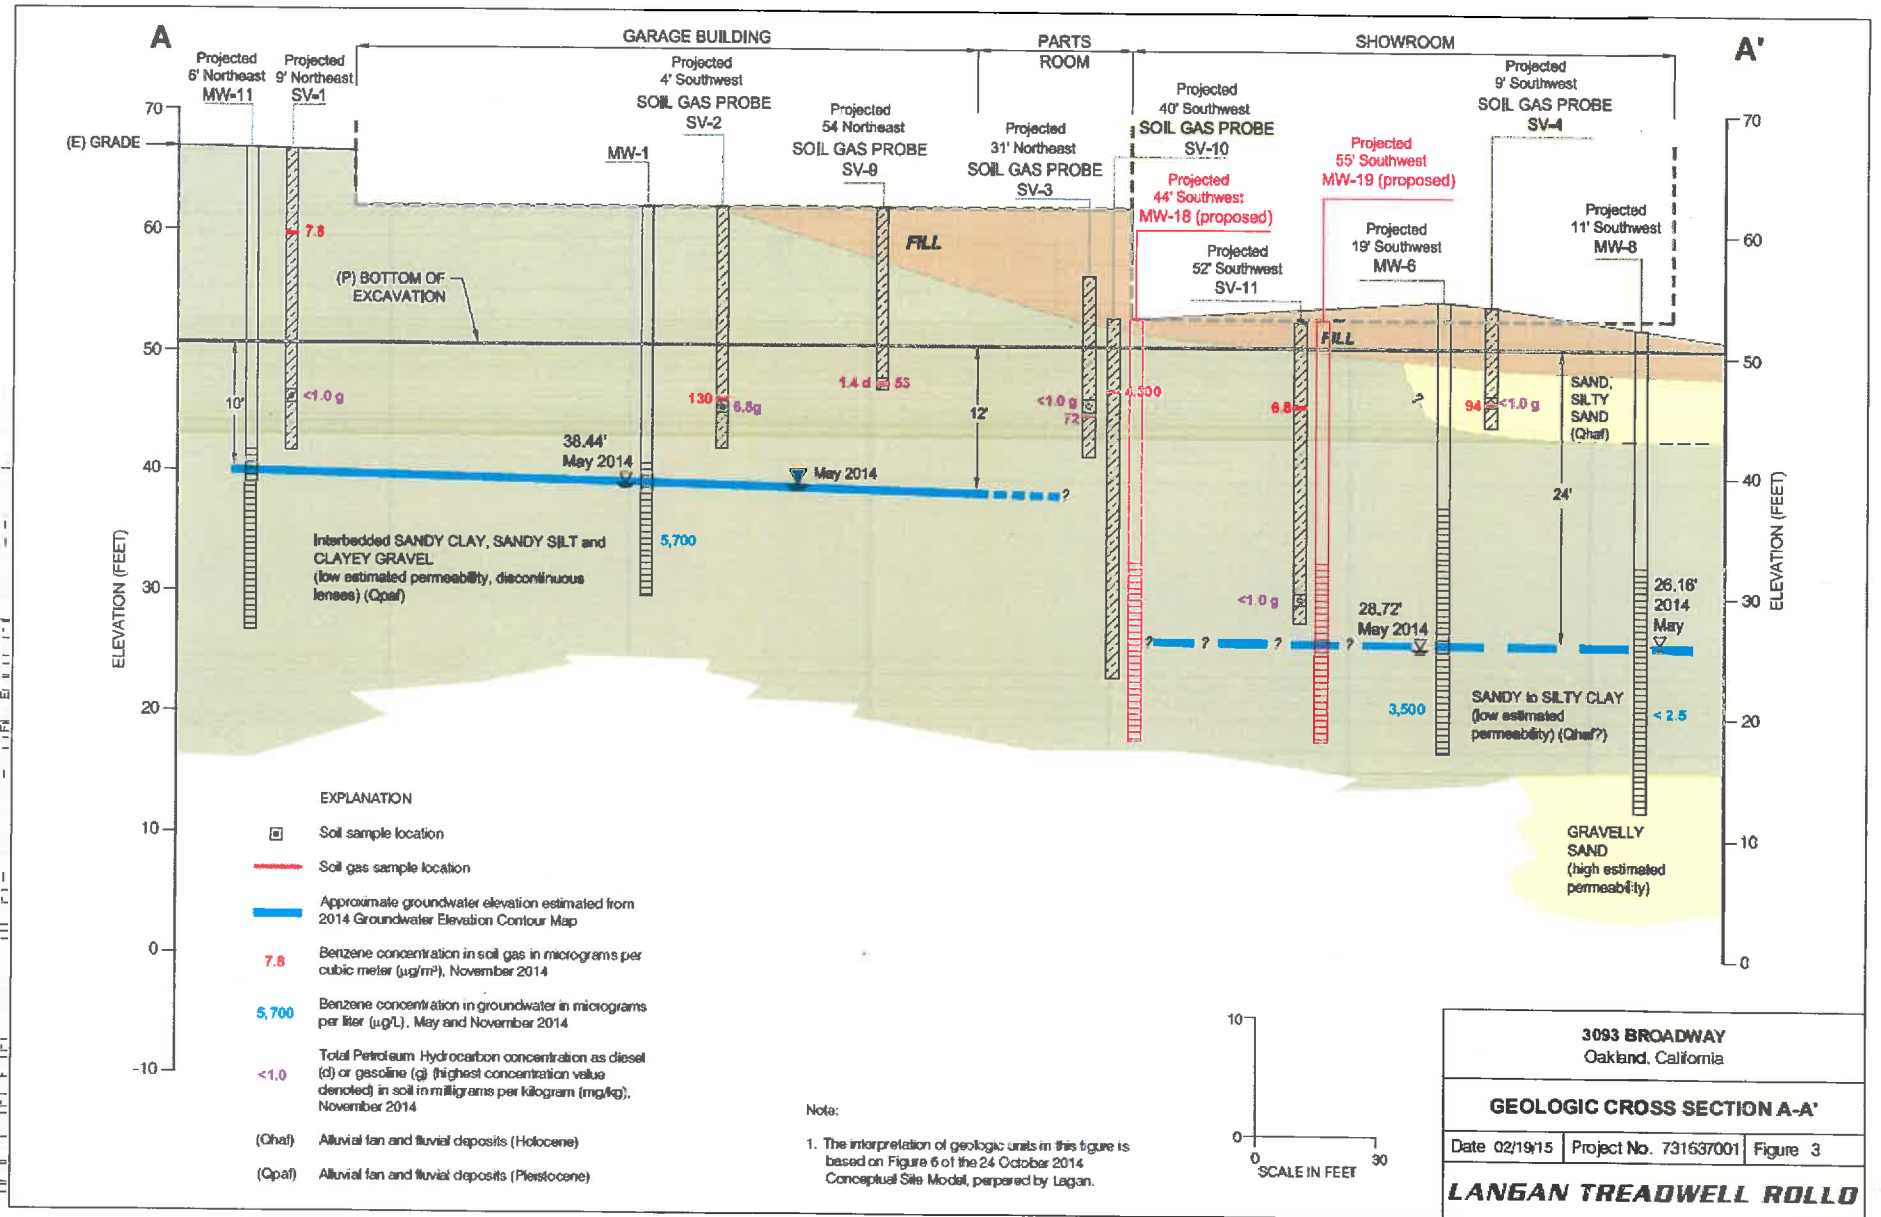 A
GARAGE BUILDING
PARTS
ROOM
SHOWROOM
A'
Projected
6' Northeast
MW-11
Projected
9' Northeast
SV-1
Projected
4' Southwest
SOIL GAS PROBE
SV-2
Projected
54 Northeast
SOIL GAS PROBE
SV-9
MW-1
Projected
31' Northeast
SOIL GAS PROBE
SV-3
Projected
40' Southwest
SOIL GAS PROBE
SV-10
Projected
44' Southwest
MW-18 (proposed)
Projected
52' Southwest
SV-11
Projected
55' Southwest
MW-19 (proposed)
Projected
19' Southwest
MW-6
Projected
9' Southwest
SOIL GAS PROBE
SV-4
Projected
11' Southwest
MW-8
70
(E) GRADE
60
50
40
30
20
10
0
-10
ELEVATION (FEET)
70
60
50
40
30
20
10
0
ELEVATION (FEET)
7.8
(P) BOTTOM OF
EXCAVATION
FILL
FILL
10'
<1.0 g
130
6.8g
1.4 d
53
<1.0 g
72
12'
4,300
6.8
94
<1.0 g
?
SAND,
SILTY
SAND
(Qhaf)
24'
38.44'
May 2014
May 2014
?
5,700
Interbedded SANDY CLAY, SANDY SILT and
CLAYEY GRAVEL
(low estimated permeability, discontinuous
lenses) (Qpaf)
<1.0 g
28.72'
May 2014
26.16'
2014
May
? ? ? ?
3,500
SANDY to SILTY CLAY
(low estimated
permeability) (Qhaf?)
< 2.5
GRAVELLY
SAND
(high estimated
permeability)
EXPLANATION
Soil sample location
Soil gas sample location
Approximate groundwater elevation estimated from
2014 Groundwater Elevation Contour Map
7.8
Benzene concentration in soil gas in micrograms per
cubic meter (µg/m³), November 2014
5,700
Benzene concentration in groundwater in micrograms
per liter (µg/L), May and November 2014
<1.0
Total Petroleum Hydrocarbon concentration as diesel
(d) or gasoline (g) (highest concentration value
denoted) in soil in milligrams per kilogram (mg/kg),
November 2014
(Qhaf) Alluvial fan and fluvial deposits (Holocene)
(Qpaf) Alluvial fan and fluvial deposits (Pleistocene)
Note:
1. The interpretation of geologic units in this figure is
based on Figure 6 of the 24 October 2014
Conceptual Site Model, perpared by Lagan.
10
0
0 30
SCALE IN FEET
3093 BROADWAY
Oakland, California
GEOLOGIC CROSS SECTION A-A'
Date 02/19/15 Project No. 731637001 Figure 3
LANGAN TREADWELL ROLLO